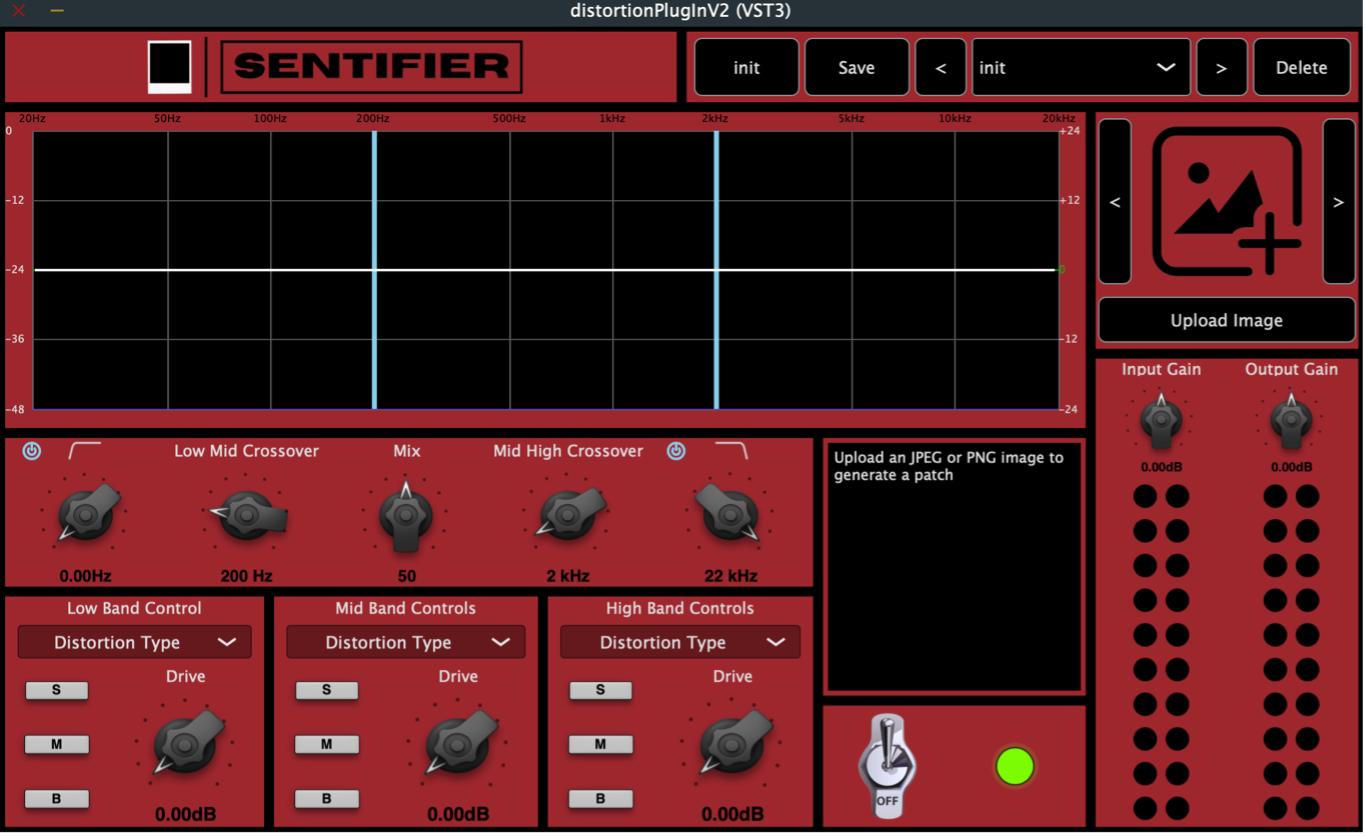 distortionPlugInV2 (VST3)
SENTIFIER
init Save < init > Delete
20Hz 50Hz 100Hz 200Hz 500Hz 1kHz 2kHz 5kHz 10kHz 20kHz
0 +24
-12 +12
-24 0
-36 -12
-48 -24
< >
Upload Image
Input Gain Output Gain
0.00dB 0.00dB
Low Mid Crossover Mix Mid High Crossover
0.00Hz 200 Hz 50 2 kHz 22 kHz
Upload an JPEG or PNG image to
generate a patch
Low Band Control Mid Band Controls High Band Controls
Distortion Type Distortion Type Distortion Type
Drive Drive Drive
S S S
M M M
B B B
0.00dB 0.00dB 0.00dB
OFF